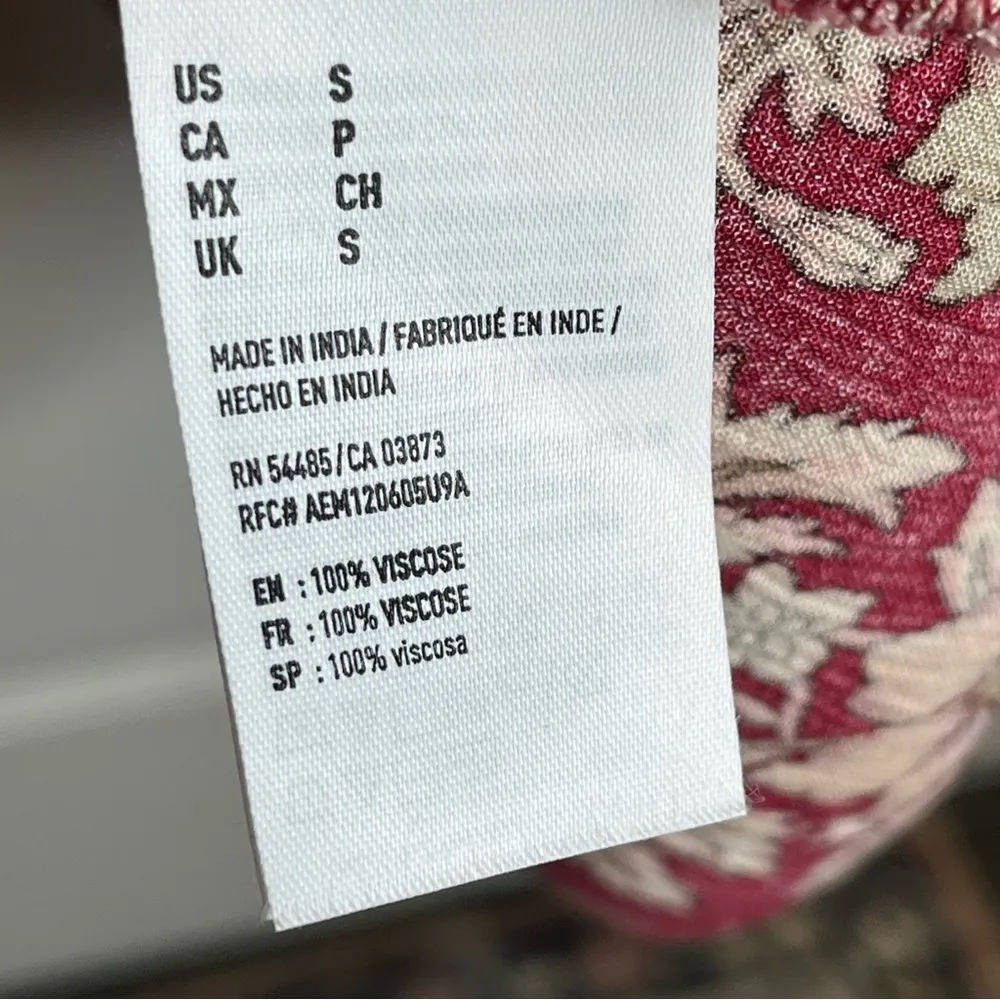 US S
CA P
MX CH
UK S
MADE IN INDIA / FABRIQUÉ EN INDE /
HECHO EN INDIA
RN 54485 / CA 03873
RFC# AEM120605U9A
EN : 100% VISCOSE
FR : 100% VISCOSE
SP : 100% viscosa